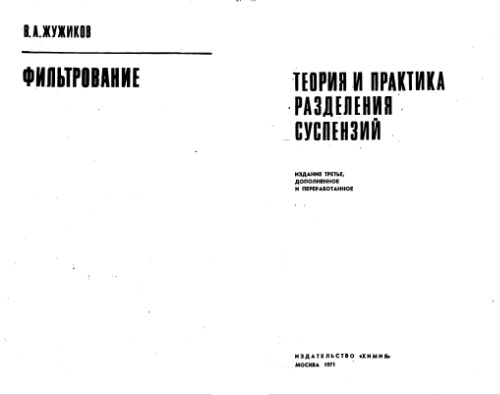 В.А.ЖУЖИКОВ
ФИЛЬТРОВАНИЕ
ТЕОРИЯ И ПРАКТИКА
РАЗДЕЛЕНИЯ
СУСПЕНЗИЙ
ИЗДАНИЕ ТРЕТЬЕ,
ДОПОЛНЕННОЕ
И ПЕРЕРАБОТАННОЕ
ИЗДАТЕЛЬСТВО «ХИМИЯ»
МОСКВА 1971